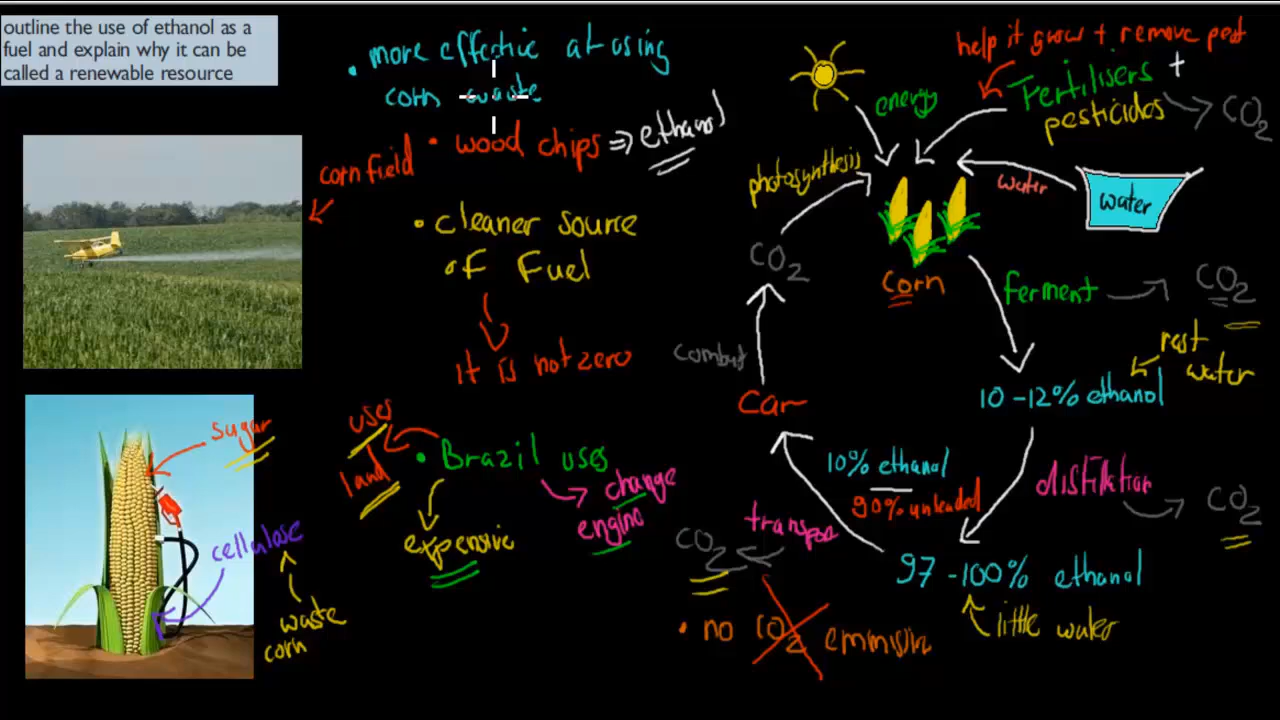 outline the use of ethanol as a
fuel and explain why it can be
called a renewable resource
• more effective at using
corn waste
• wood chips ⇒ ethanol
corn field
• cleaner source
of Fuel
It is not zero
• Brazil uses
uses
land
expensive
change
engine
sugar
cellulose
waste
corn
help it grow + remove pest
Fertilisers +
pesticides
CO2
energy
photosynthesis
water
water
CO2
corn
Ferment
CO2
rest
water
10-12% ethanol
combust
Car
10% ethanol
90% unleaded
distillation
CO2
transpo
CO2
97-100% ethanol
little water
• no CO2 emmision